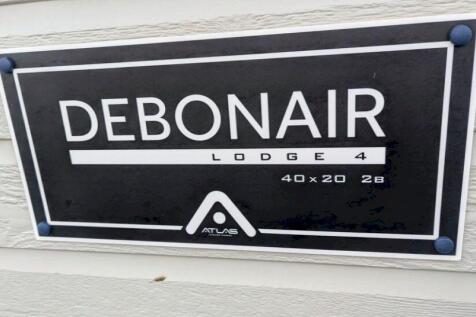 DEBONAIR
LODGE 4
40x20 2B
ATLAS